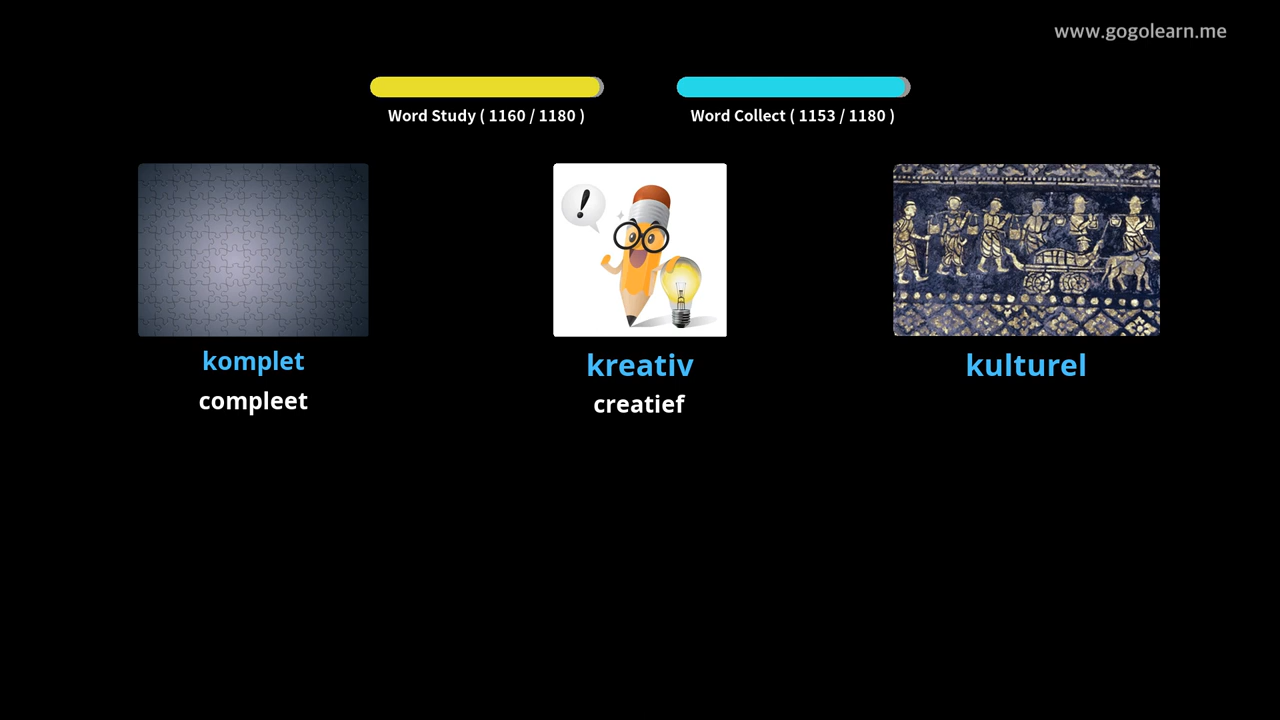 www.gogolearn.me
Word Study ( 1160 / 1180 )
Word Collect ( 1153 / 1180 )
komplet
compleet
kreativ
creatief
kulturel